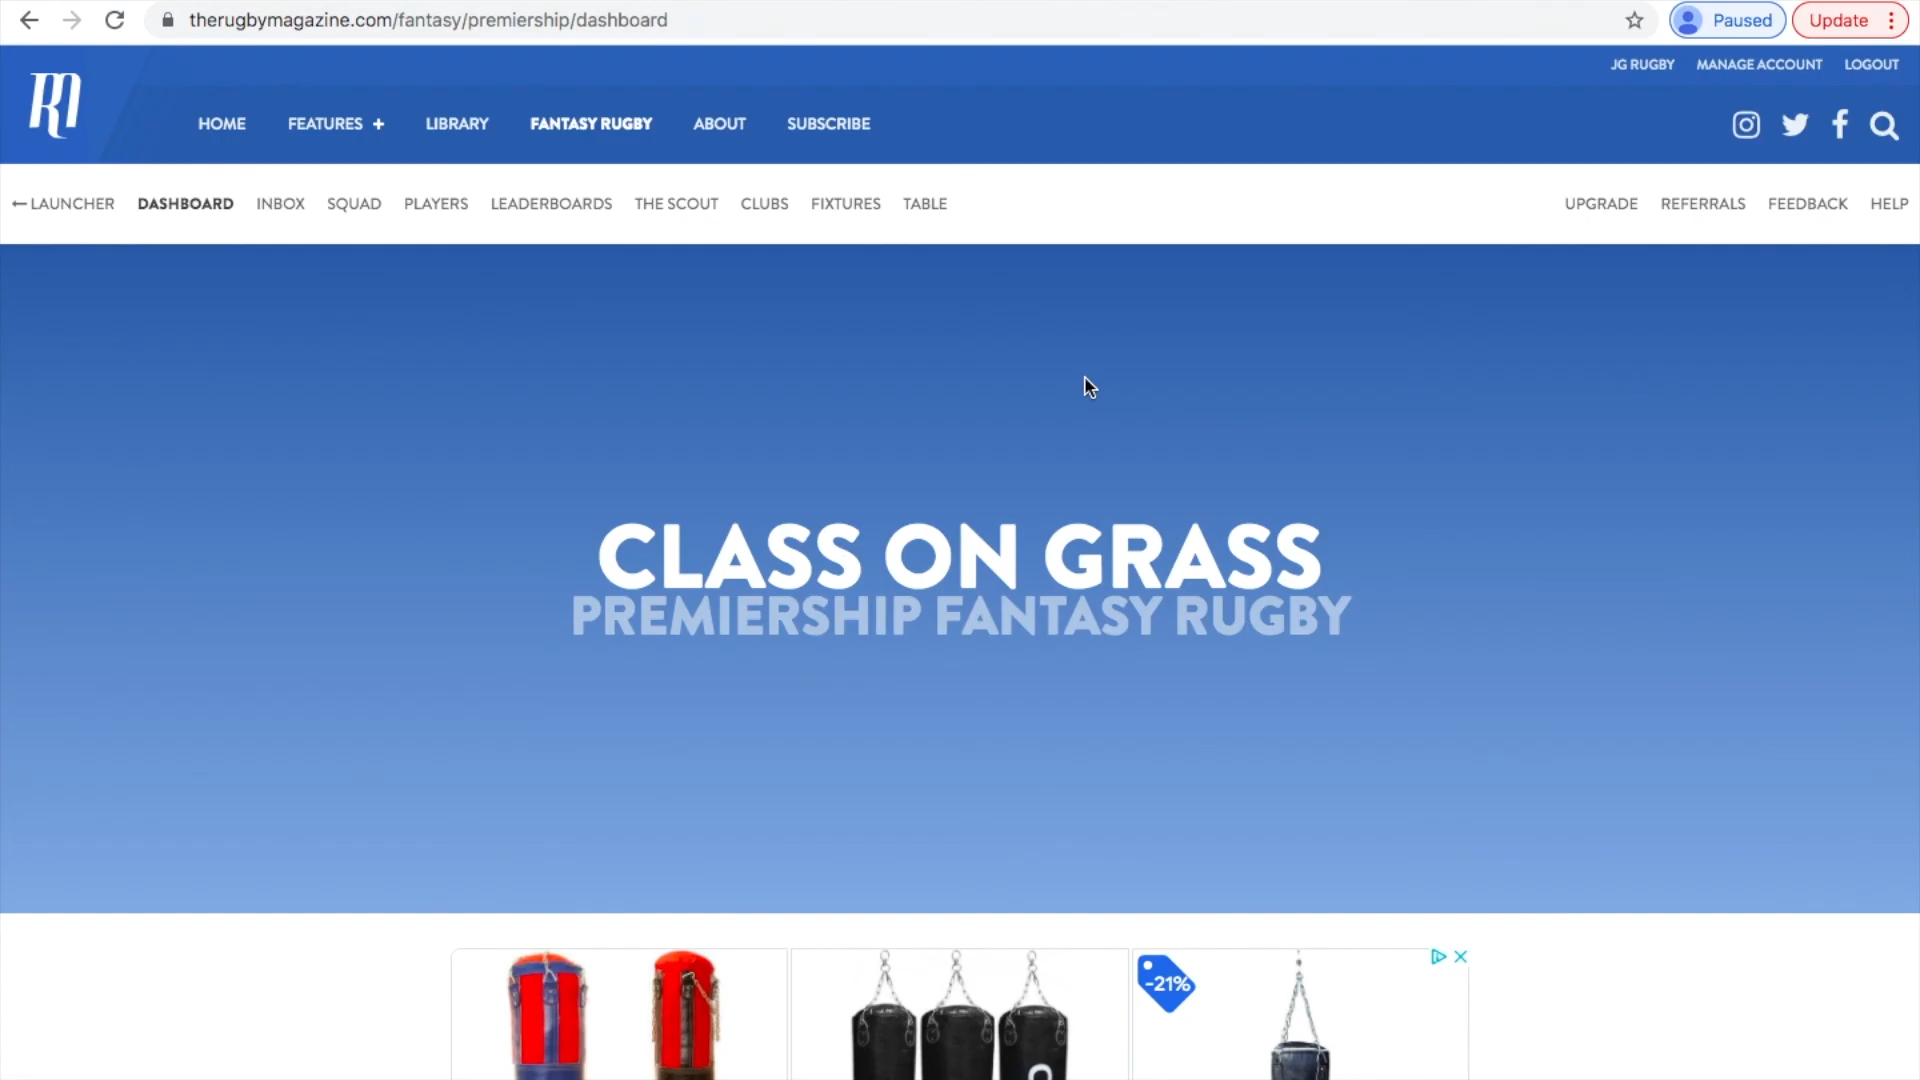 therugbymagazine.com/fantasy/premiership/dashboard
Paused
Update
JG RUGBY MANAGE ACCOUNT LOGOUT
RM
HOME FEATURES + LIBRARY FANTASY RUGBY ABOUT SUBSCRIBE
← LAUNCHER DASHBOARD INBOX SQUAD PLAYERS LEADERBOARDS THE SCOUT CLUBS FIXTURES TABLE UPGRADE REFERRALS FEEDBACK HELP
CLASS ON GRASS
PREMIERSHIP FANTASY RUGBY
-21%